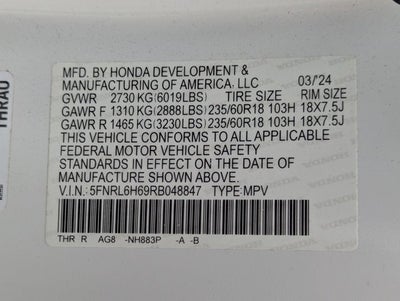 MFD. BY HONDA DEVELOPMENT &
MANUFACTURING OF AMERICA, LLC 03/'24
GVWR 2730 KG (6019LBS) TIRE SIZE RIM SIZE
GAWR F 1310 KG (2888LBS) 235/60R18 103H 18X7.5J
GAWR R 1465 KG (3230LBS) 235/60R18 103H 18X7.5J
THIS VEHICLE CONFORMS TO ALL APPLICABLE
FEDERAL MOTOR VEHICLE SAFETY
STANDARDS IN EFFECT ON THE DATE OF
MANUFACTURE SHOWN ABOVE.
V.I.N: 5FNRL6H69RB048847 TYPE:MPV
THR R AG8 -NH883P -A -B
THRAU